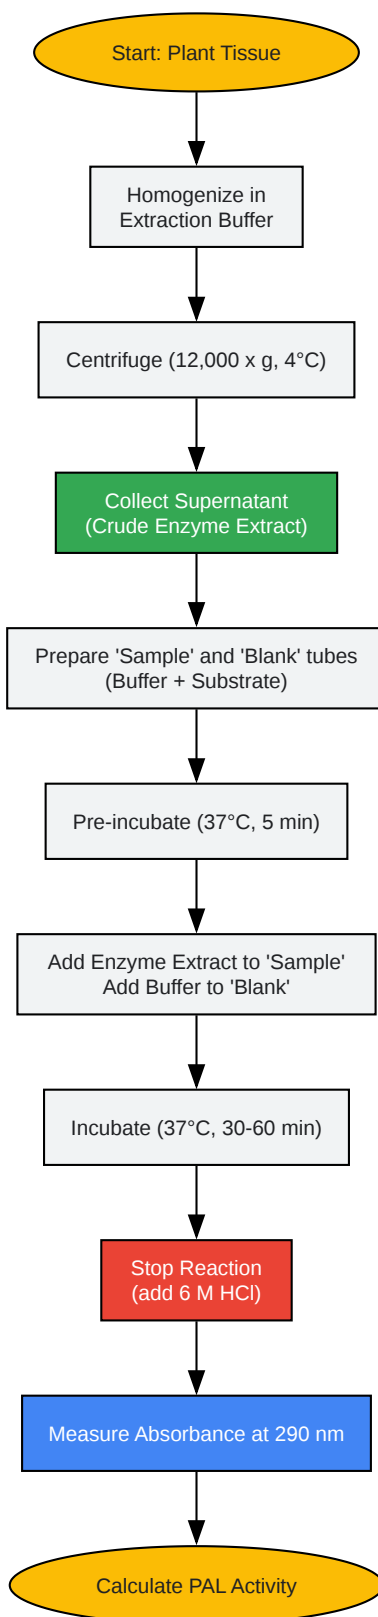 Start: Plant Tissue
Homogenize in
Extraction Buffer
Centrifuge (12,000 x g, 4°C)
Collect Supernatant
(Crude Enzyme Extract)
Prepare 'Sample' and 'Blank' tubes
(Buffer + Substrate)
Pre-incubate (37°C, 5 min)
Add Enzyme Extract to 'Sample'
Add Buffer to 'Blank'
Incubate (37°C, 30-60 min)
Stop Reaction
(add 6 M HCl)
Measure Absorbance at 290 nm
Calculate PAL Activity